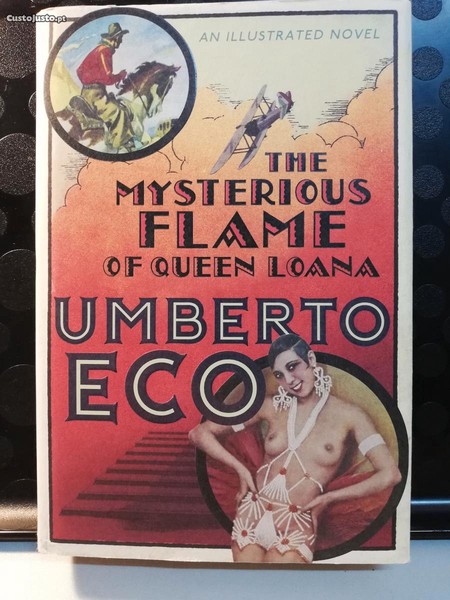 CustoJusto.pt
AN ILLUSTRATED NOVEL
THE
MYSTERIOUS
FLAME
OF QUEEN LOANA
UMBERTO
ECO